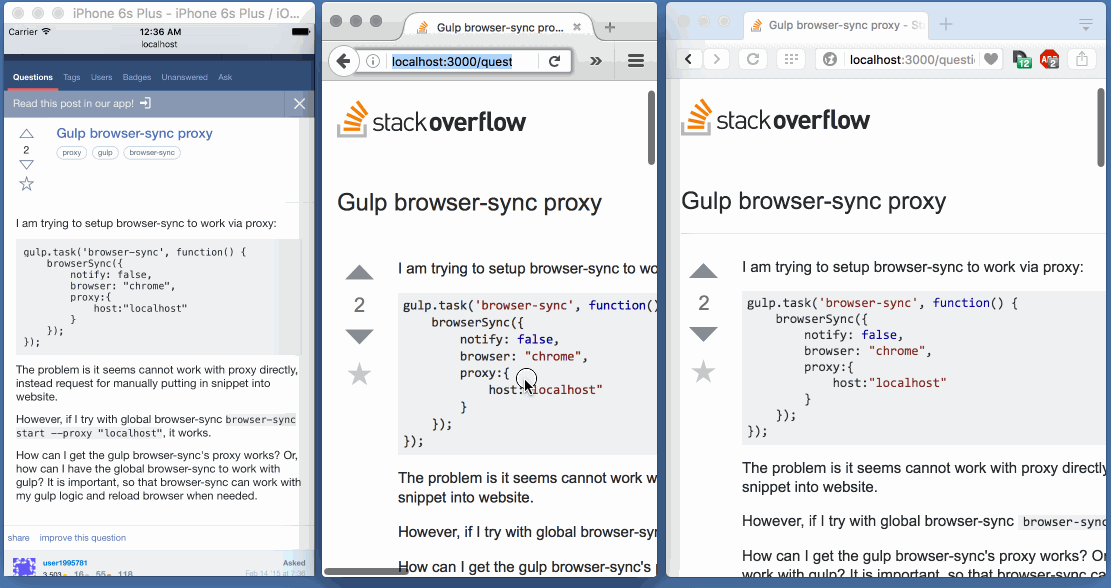 iPhone 6s Plus - iPhone 6s Plus / iO...
Carrier
12:36 AM
localhost
Questions Tags Users Badges Unanswered Ask
Read this post in our app!
Gulp browser-sync proxy
2
proxy gulp browser-sync
I am trying to setup browser-sync to work via proxy:
gulp.task('browser-sync', function() {
browserSync({
notify: false,
browser: "chrome",
proxy:{
host:"localhost"
}
});
});
The problem is it seems cannot work with proxy directly,
instead request for manually putting in snippet into
website.
However, if I try with global browser-sync browser-sync
start --proxy "localhost", it works.
How can I get the gulp browser-sync's proxy works? Or,
how can I have the global browser-sync to work with
gulp? It is important, so that browser-sync can work with
my gulp logic and reload browser when needed.
share improve this question
user1995781
Asked
3,503 16 55 118
Feb 14 '15 at 7:36
Gulp browser-sync pro...
localhost:3000/quest
stackoverflow
Gulp browser-sync proxy
I am trying to setup browser-sync to wo
2
gulp.task('browser-sync', function()
browserSync({
notify: false,
browser: "chrome",
proxy:{
host:"localhost"
}
});
});
The problem is it seems cannot work w
snippet into website.
However, if I try with global browser-syn
How can I get the gulp browser-sync's p
Gulp browser-sync proxy - St
localhost:3000/questi
12
ABP
2
stackoverflow
Gulp browser-sync proxy
I am trying to setup browser-sync to work via proxy:
2
gulp.task('browser-sync', function() {
browserSync({
notify: false,
browser: "chrome",
proxy:{
host:"localhost"
}
});
});
The problem is it seems cannot work with proxy directly
snippet into website.
However, if I try with global browser-sync browser-sync
How can I get the gulp browser-sync's proxy works? Or
work with gulp? It is important, so that browser-sync ca